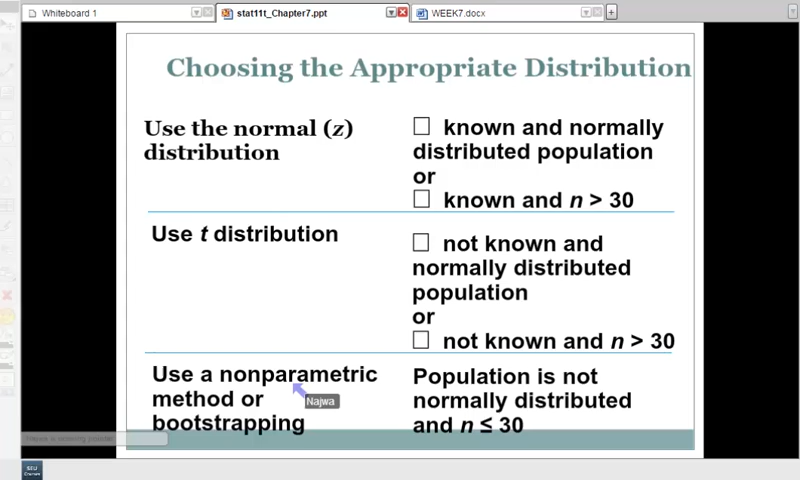 Whiteboard 1
stat11t_Chapter7.ppt
WEEK7.docx
Choosing the Appropriate Distribution
Use the normal (z)
distribution
□ known and normally
distributed population
or
□ known and n > 30
Use t distribution
□ not known and
normally distributed
population
or
□ not known and n > 30
Use a nonparametric
method or
bootstrapping
Population is not
normally distributed
and n ≤ 30
Najwa
SEU